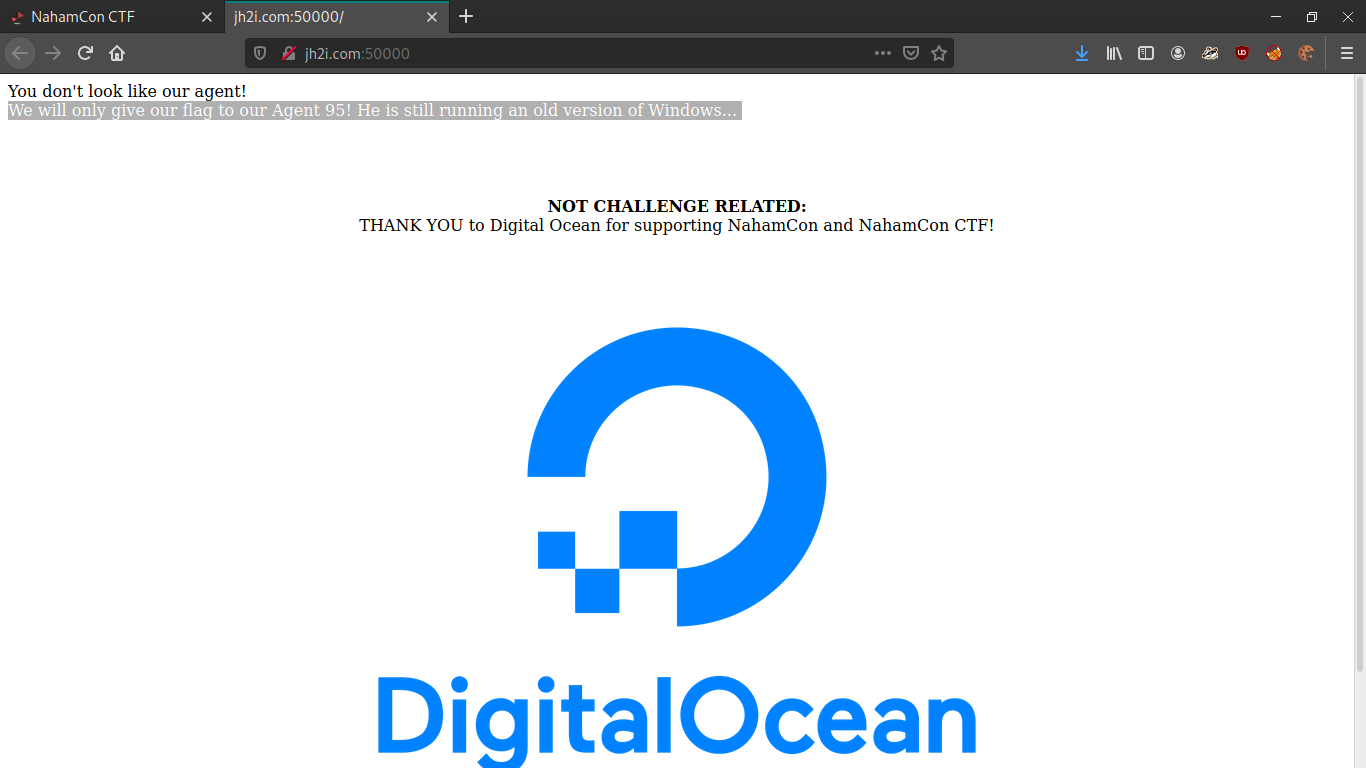 NahamCon CTF
jh2i.com:50000/
jh2i.com:50000
You don't look like our agent!
We will only give our flag to our Agent 95! He is still running an old version of Windows...
NOT CHALLENGE RELATED:
THANK YOU to Digital Ocean for supporting NahamCon and NahamCon CTF!
DigitalOcean